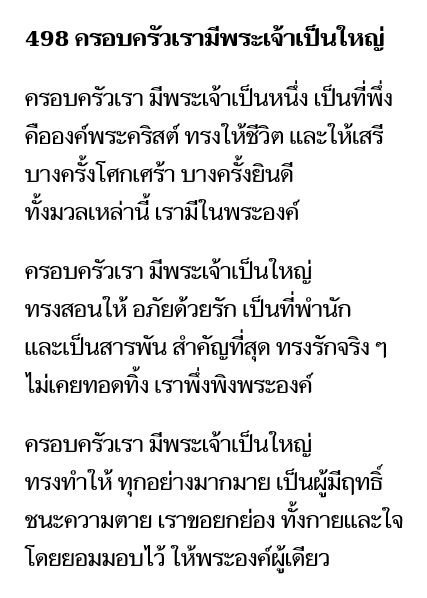 498 ครอบครัวเรามีพระเจ้าเป็นใหญ่
ครอบครัวเรา มีพระเจ้าเป็นหนึ่ง เป็นที่พึ่ง
คือองค์พระคริสต์ ทรงให้ชีวิต และให้เสรี
บางครั้งโศกเศร้า บางครั้งยินดี
ทั้งมวลเหล่านี้ เรามีในพระองค์
ครอบครัวเรา มีพระเจ้าเป็นใหญ่
ทรงสอนให้ อภัยด้วยรัก เป็นที่พำนัก
และเป็นสารพัน สำคัญที่สุด ทรงรักจริง ๆ
ไม่เคยทอดทิ้ง เราพึ่งพิงพระองค์
ครอบครัวเรา มีพระเจ้าเป็นใหญ่
ทรงทำให้ ทุกอย่างมากมาย เป็นผู้มีฤทธิ์
ชนะความตาย เราขอยกย่อง ทั้งกายและใจ
โดยยอมมอบไว้ ให้พระองค์ผู้เดียว